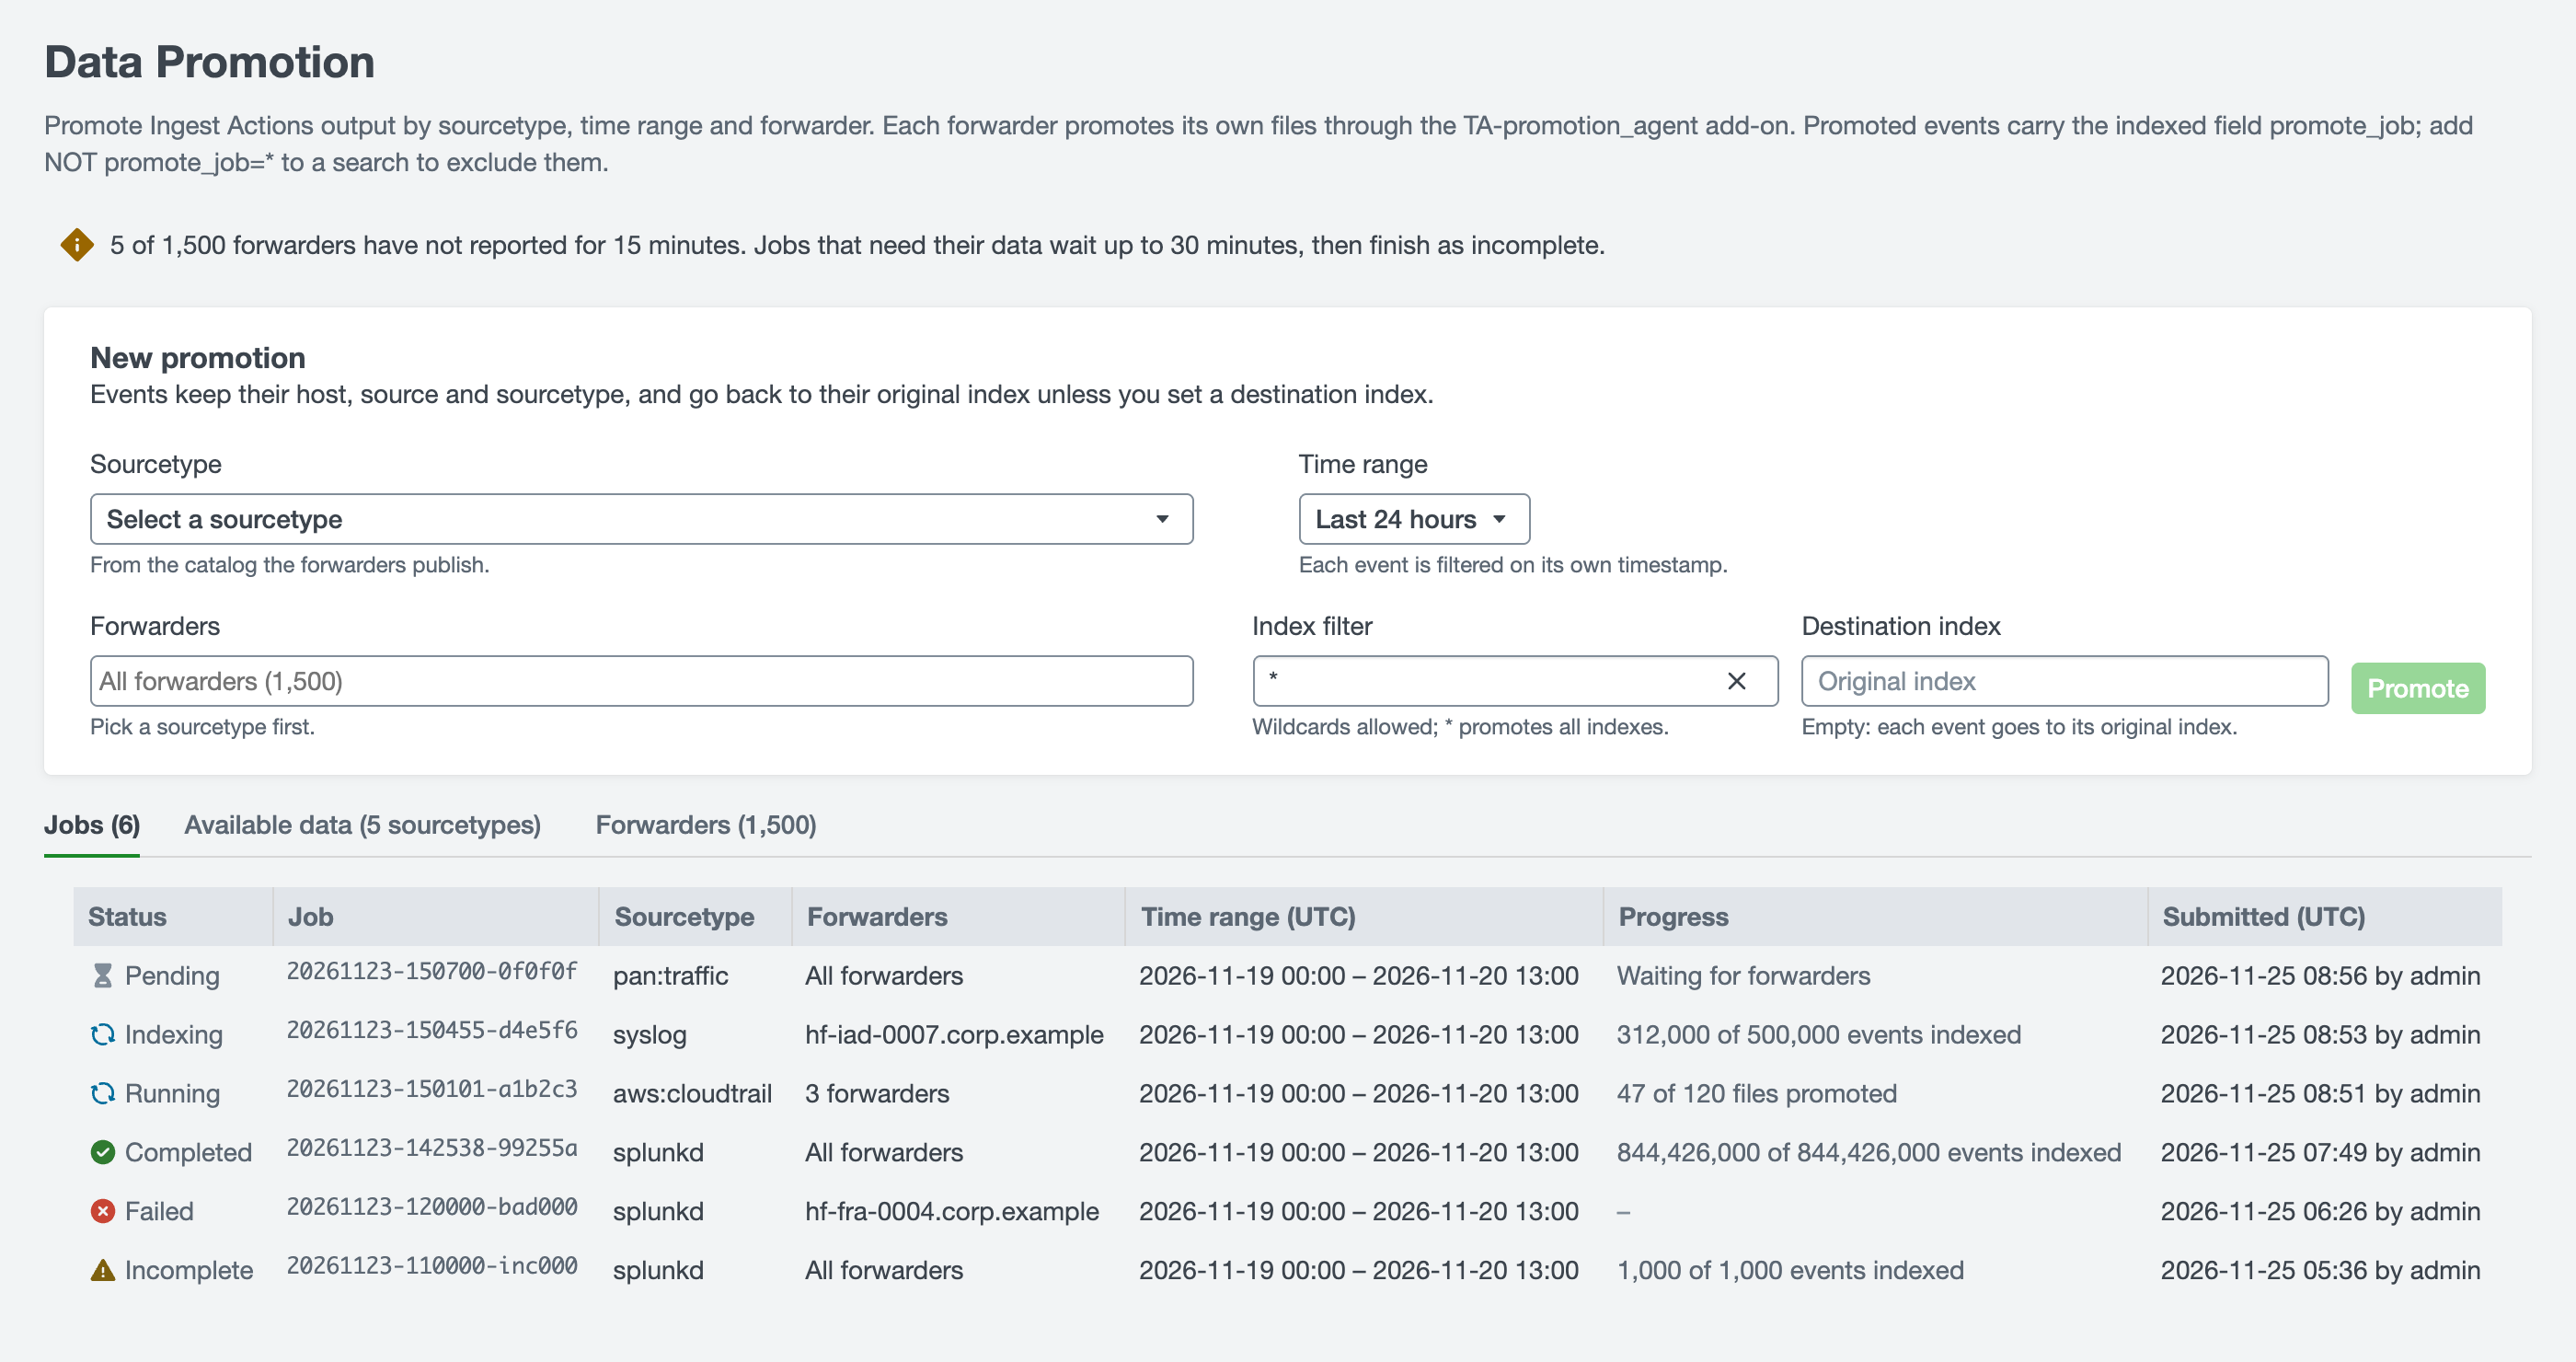 Data Promotion
Promote Ingest Actions output by sourcetype, time range and forwarder. Each forwarder promotes its own files through the TA-promotion_agent add-on. Promoted events carry the indexed field promote_job; add
NOT promote_job=* to a search to exclude them.
5 of 1,500 forwarders have not reported for 15 minutes. Jobs that need their data wait up to 30 minutes, then finish as incomplete.
New promotion
Events keep their host, source and sourcetype, and go back to their original index unless you set a destination index.
Sourcetype Time range
Select a sourcetype Last 24 hours
From the catalog the forwarders publish. Each event is filtered on its own timestamp.
Forwarders Index filter Destination index
All forwarders (1,500) * Original index Promote
Pick a sourcetype first. Wildcards allowed; * promotes all indexes. Empty: each event goes to its original index.
Jobs (6) Available data (5 sourcetypes) Forwarders (1,500)
Status Job Sourcetype Forwarders Time range (UTC) Progress Submitted (UTC)
Pending 20261123-150700-0f0f0f pan:traffic All forwarders 2026-11-19 00:00 – 2026-11-20 13:00 Waiting for forwarders 2026-11-25 08:56 by admin
Indexing 20261123-150455-d4e5f6 syslog hf-iad-0007.corp.example 2026-11-19 00:00 – 2026-11-20 13:00 312,000 of 500,000 events indexed 2026-11-25 08:53 by admin
Running 20261123-150101-a1b2c3 aws:cloudtrail 3 forwarders 2026-11-19 00:00 – 2026-11-20 13:00 47 of 120 files promoted 2026-11-25 08:51 by admin
Completed 20261123-142538-99255a splunkd All forwarders 2026-11-19 00:00 – 2026-11-20 13:00 844,426,000 of 844,426,000 events indexed 2026-11-25 07:49 by admin
Failed 20261123-120000-bad000 splunkd hf-fra-0004.corp.example 2026-11-19 00:00 – 2026-11-20 13:00 – 2026-11-25 06:26 by admin
Incomplete 20261123-110000-inc000 splunkd All forwarders 2026-11-19 00:00 – 2026-11-20 13:00 1,000 of 1,000 events indexed 2026-11-25 05:36 by admin